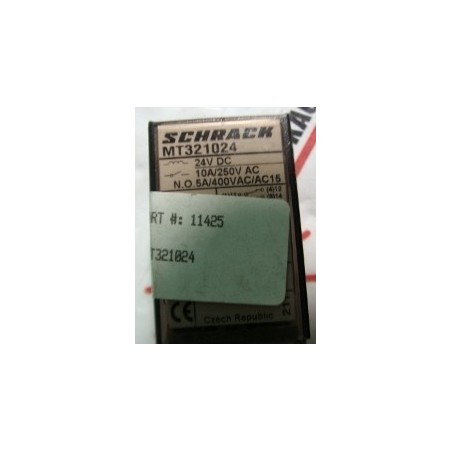 SCHRACK
MT321024
24V DC
10A/250V AC
N.O.5A/400VAC/AC15
RT #: 11425
T321024
CE
Czech Republic